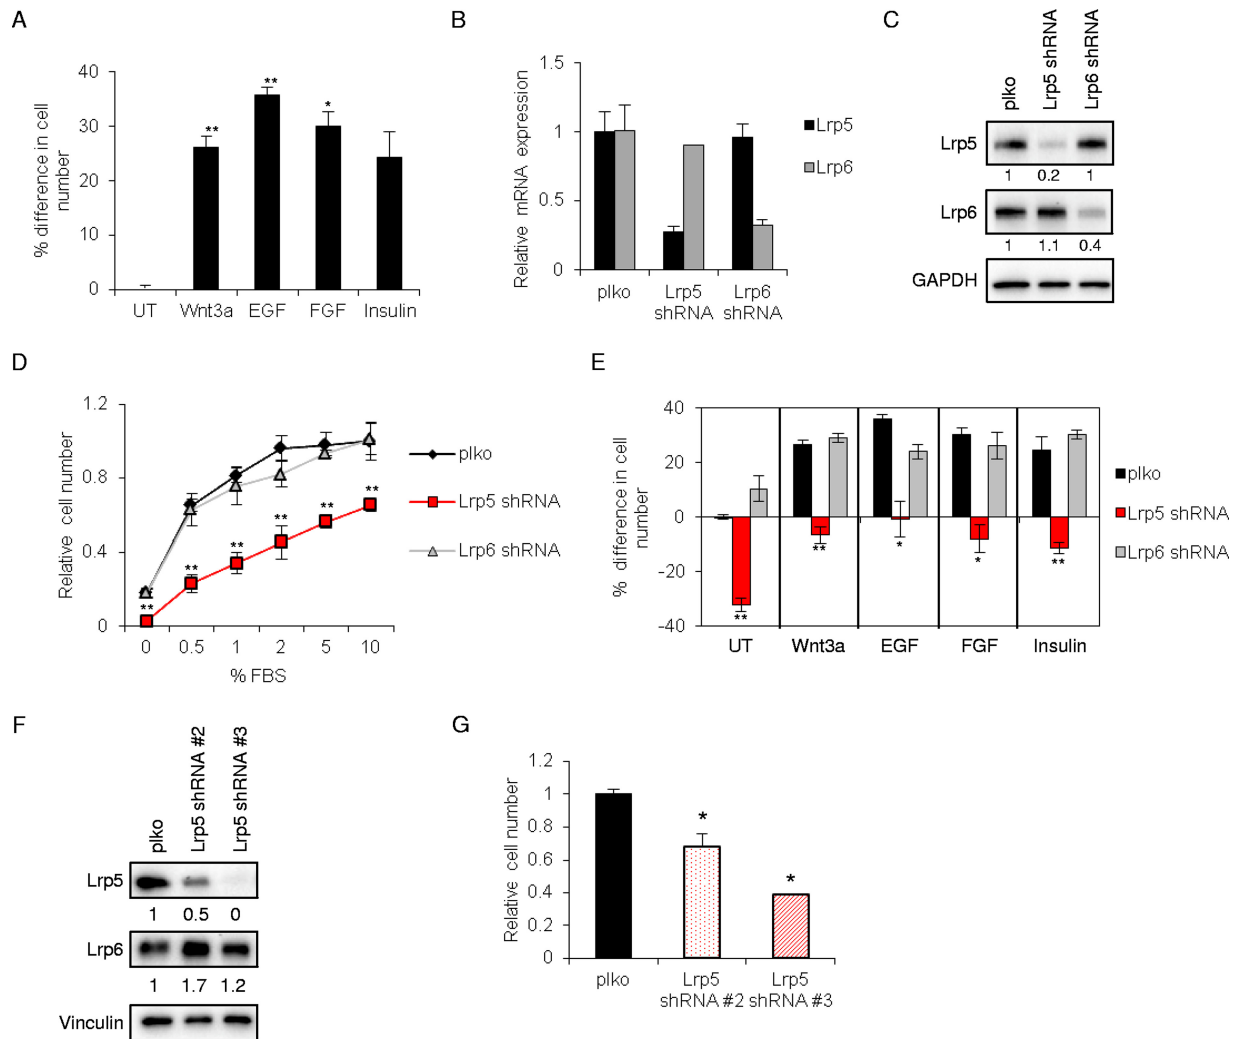 A
% difference in cell
number
40
30
20
10
0
**
**
*
UT Wnt3a EGF FGF Insulin
B
Relative mRNA expression
1.5
1
0.5
0
plko Lrp5 shRNA Lrp6 shRNA
Lrp5
Lrp6
C
plko
Lrp5 shRNA
Lrp6 shRNA
Lrp5
1 0.2 1
Lrp6
1 1.1 0.4
GAPDH
D
Relative cell number
1.2
0.8
0.4
0
**
**
**
**
**
**
0 0.5 1 2 5 10
% FBS
plko
Lrp5 shRNA
Lrp6 shRNA
E
% difference in cell
number
40
20
0
-20
-40
**
**
*
*
**
UT Wnt3a EGF FGF Insulin
plko
Lrp5 shRNA
Lrp6 shRNA
F
plko
Lrp5 shRNA #2
Lrp5 shRNA #3
Lrp5
1 0.5 0
Lrp6
1 1.7 1.2
Vinculin
G
Relative cell number
1.2
1
0.8
0.6
0.4
0.2
0
*
*
plko Lrp5 Lrp5
shRNA #2 shRNA #3